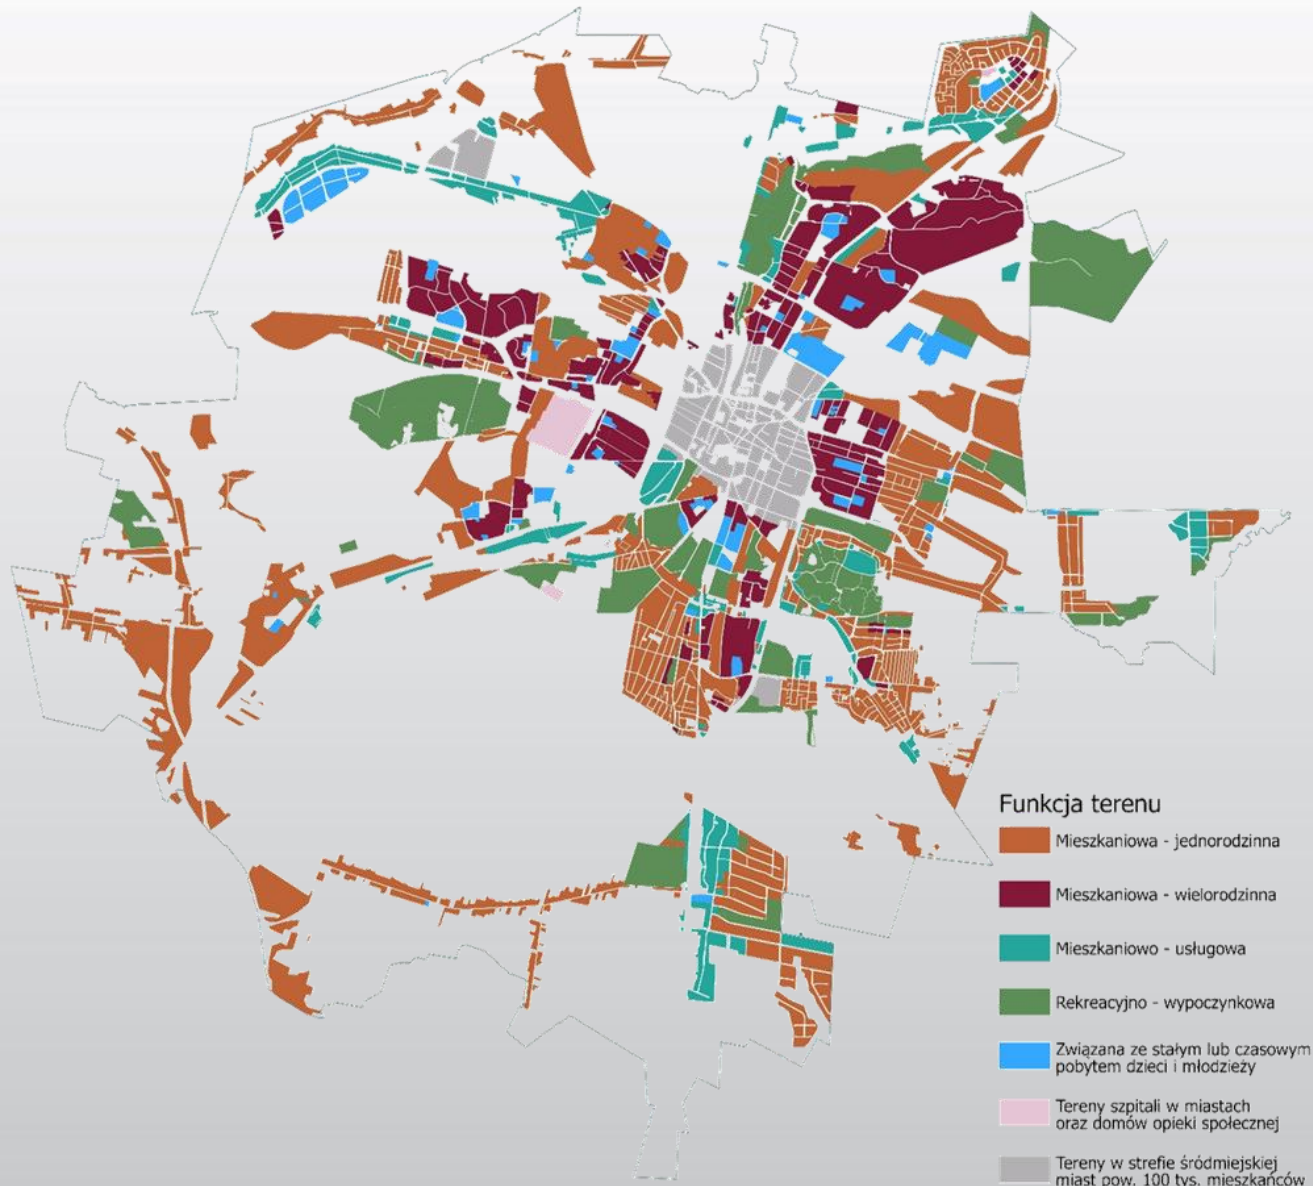 Funkcja terenu
Mieszkaniowa - jednorodzinna
Mieszkaniowa - wielorodzinna
Mieszkaniowo - usługowa
Rekreacyjno - wypoczynkowa
Związana ze stałym lub czasowym
pobytem dzieci i młodzieży
Tereny szpitali w miastach
oraz domów opieki społecznej
Tereny w strefie śródmiejskiej
miast pow. 100 tys. mieszkańców